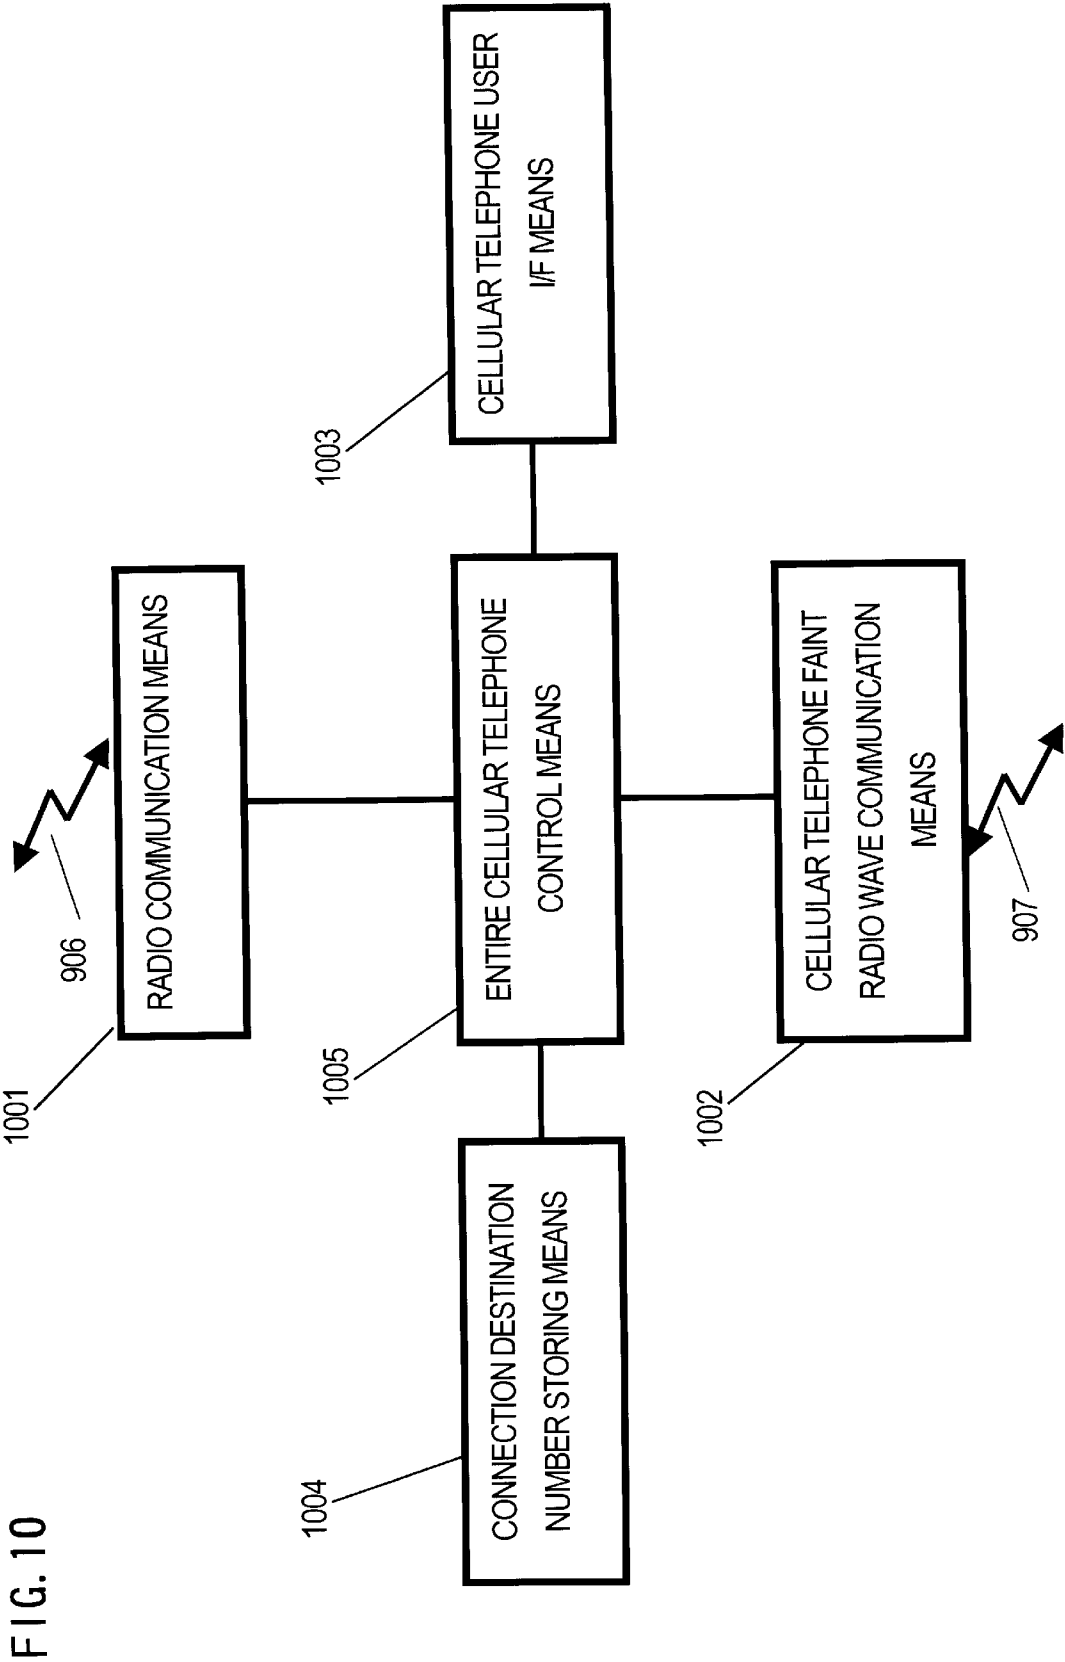 FIG. 10
906
1001
RADIO COMMUNICATION MEANS
1004
CONNECTION DESTINATION
NUMBER STORING MEANS
1005
ENTIRE CELLULAR TELEPHONE
CONTROL MEANS
1003
CELLULAR TELEPHONE USER
I/F MEANS
1002
CELLULAR TELEPHONE FAINT
RADIO WAVE COMMUNICATION
MEANS
907